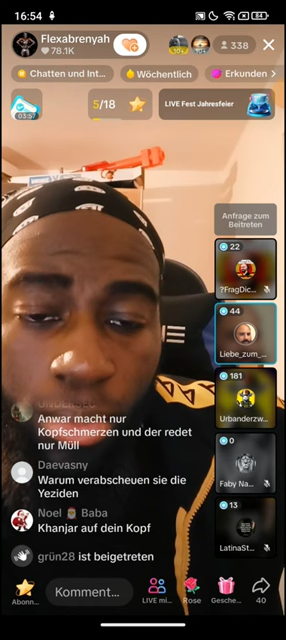 16:54
84
Flexabrenyah
78.1K
338
Chatten und Int...
Wöchentlich
Erkunden
03:57
5/18
LIVE Fest Jahresfeier
Anfrage zum
Beitreten
22
?FragDic...
44
Liebe_zum_...
181
Urbanderzw...
0
Faby Na...
13
LatinaSt...
Anwar macht nur
Kopfschmerzen und der redet
nur Müll
Daevasny
Warum verabscheuen sie die
Yeziden
Noel Baba
Khanjar auf dein Kopf
grün28 ist beigetreten
Abonn...
Komment...
LIVE mi...
Rose
Gesche...
40